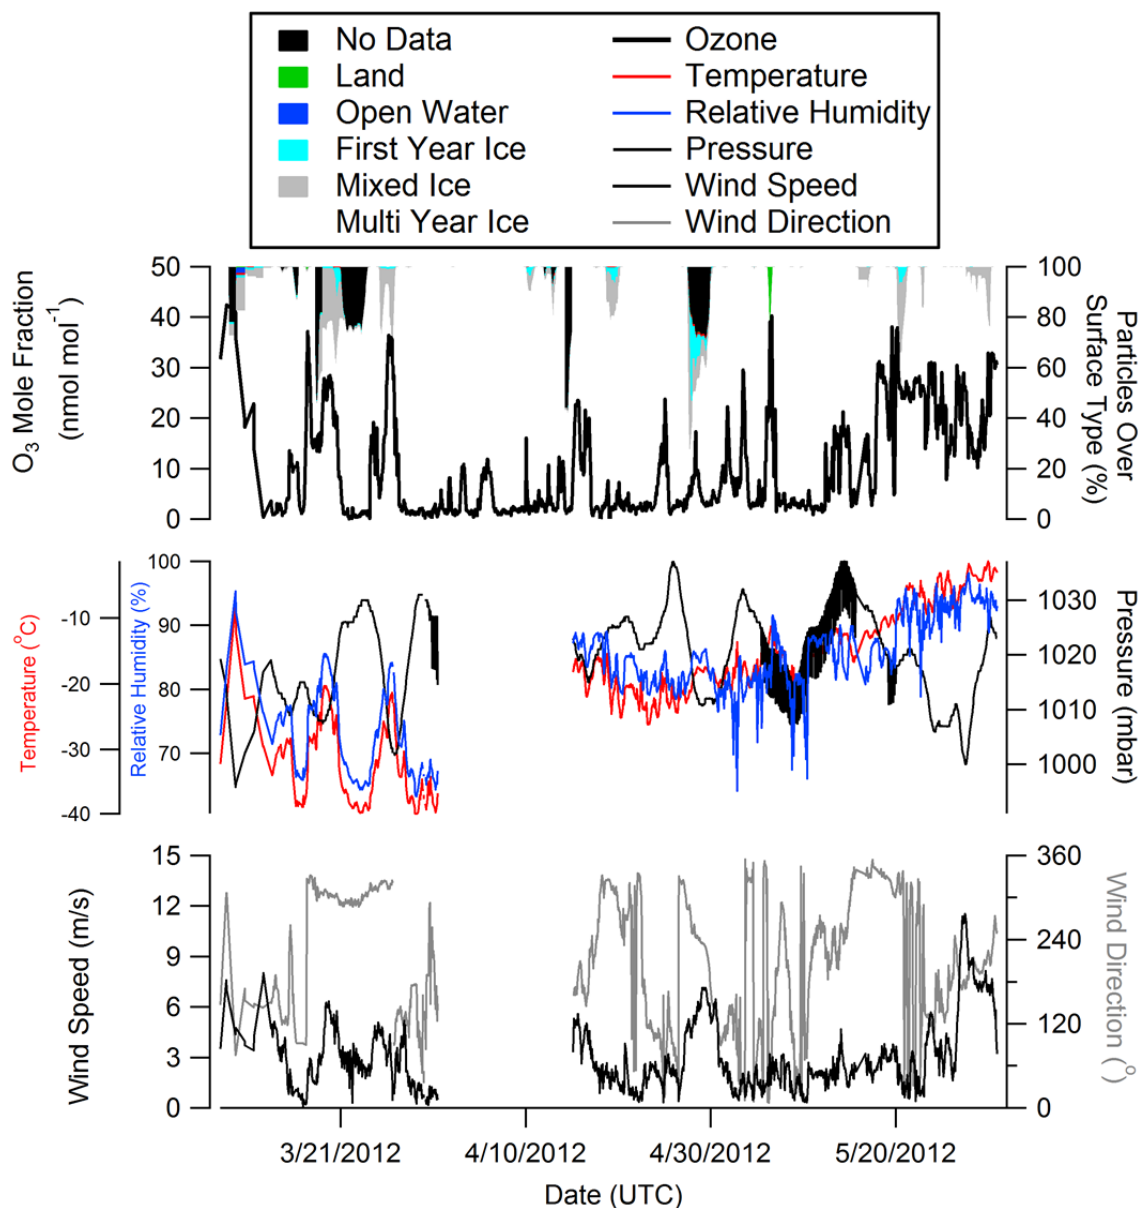 No Data
Land
Open Water
First Year Ice
Mixed Ice
Multi Year Ice
Ozone
Temperature
Relative Humidity
Pressure
Wind Speed
Wind Direction
O3 Mole Fraction
(nmol mol-1)
50
40
30
20
10
0
100
80
60
40
20
0
Particles Over
Surface Type (%)
Temperature (oC)
-10
-20
-30
-40
Relative Humidity (%)
100
90
80
70
1030
1020
1010
1000
Pressure (mbar)
Wind Speed (m/s)
15
12
9
6
3
0
360
240
120
0
Wind Direction (o)
3/21/2012
4/10/2012
4/30/2012
5/20/2012
Date (UTC)